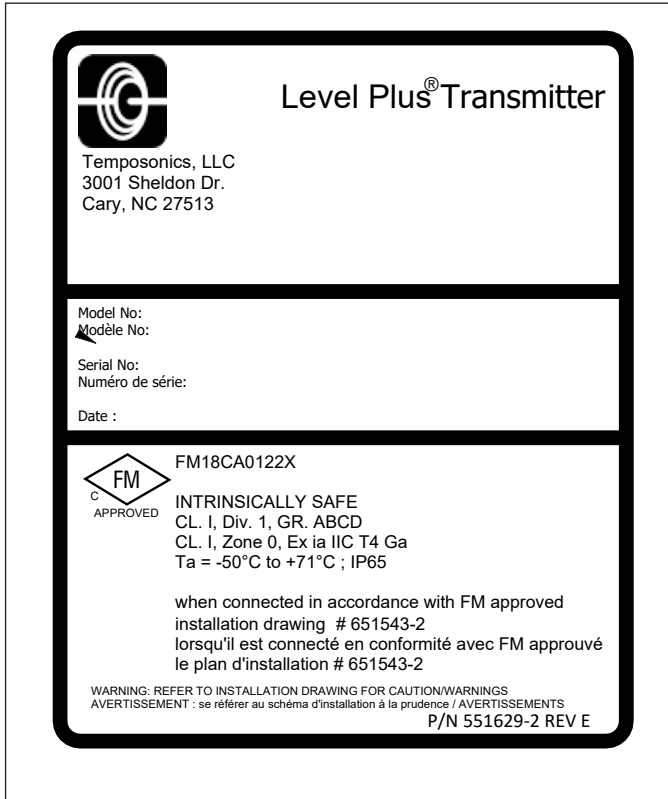 Level Plus® Transmitter
Temposonics, LLC
3001 Sheldon Dr.
Cary, NC 27513
Model No:
Modèle No:
Serial No:
Numéro de série:
Date :
FM
C
APPROVED
FM18CA0122X
INTRINSICALLY SAFE
CL. I, Div. 1, GR. ABCD
CL. I, Zone 0, Ex ia IIC T4 Ga
Ta = -50°C to +71°C ; IP65
when connected in accordance with FM approved
installation drawing # 651543-2
lorsqu'il est connecté en conformité avec FM approuvé
le plan d'installation # 651543-2
WARNING: REFER TO INSTALLATION DRAWING FOR CAUTION/WARNINGS
AVERTISSEMENT : se référer au schéma d'installation à la prudence / AVERTISSEMENTS
P/N 551629-2 REV E